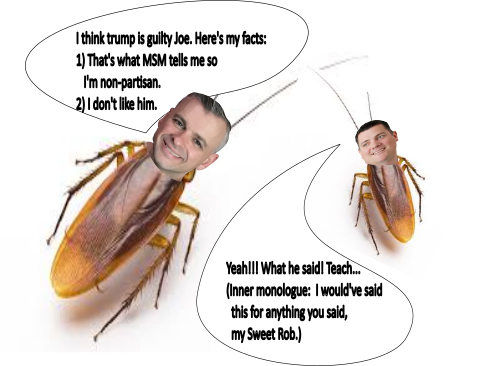 I think trump is guilty Joe. Here's my facts:
1) That's what MSM tells me so
I'm non-partisan.
2) I don't like him.
Yeah!!! What he said! Teach...
(Inner monologue: I would've said
this for anything you said,
my Sweet Rob.)